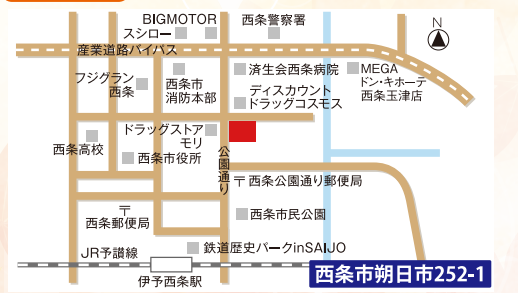 BIGMOTOR
スシロー
西条警察署
N
産業道路バイパス
フジグラン
西条
西条市
消防本部
済生会西条病院
MEGA
ドン・キホーテ
西条玉津店
ディスカウント
ドラッグコスモス
西条高校
ドラッグストア
モリ
西条市役所
公園通り
〒西条公園通り郵便局
〒
西条郵便局
西条市民公園
鉄道歴史パークinSAIJO
JR予讃線
伊予西条駅
西条市朔日市252-1